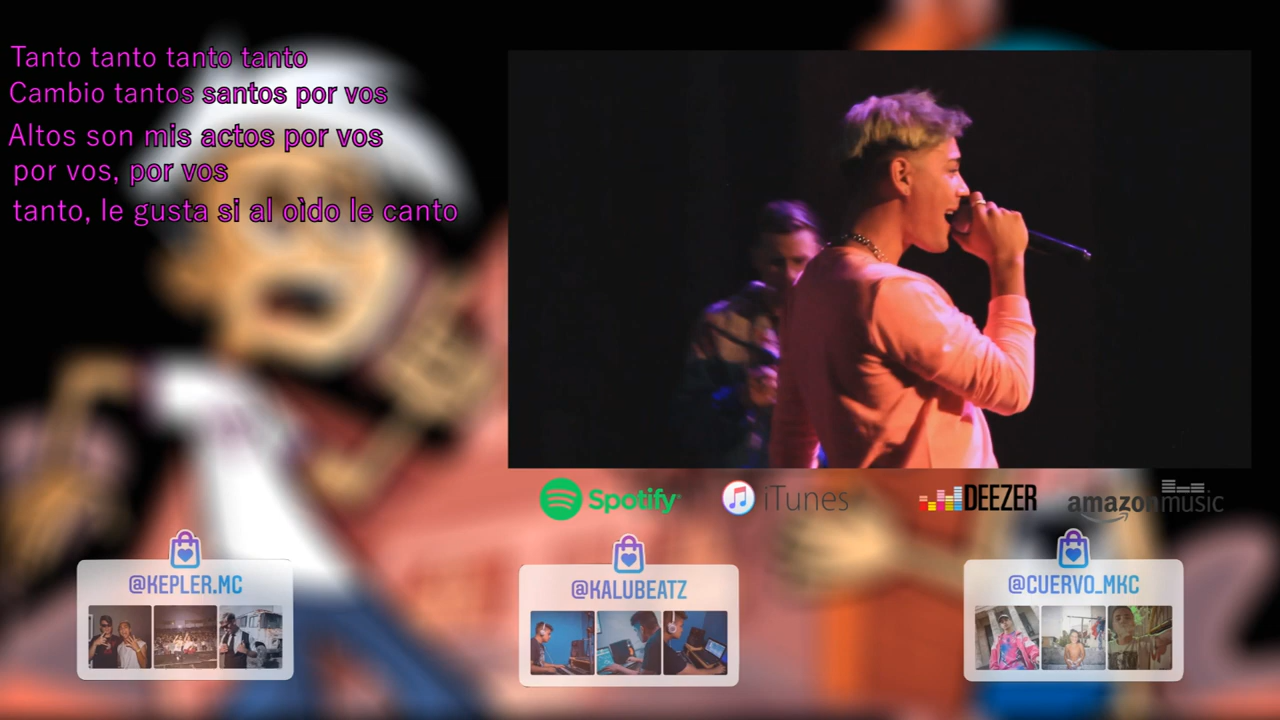 Tanto tanto tanto tanto
Cambio tantos santos por vos
Altos son mis actos por vos
por vos, por vos
tanto, le gusta si al oìdo le canto
Spotify
iTunes
DEEZER
amazonmusic
@KEPLER.MC
@KALUBEATZ
@CUERVO_MKC